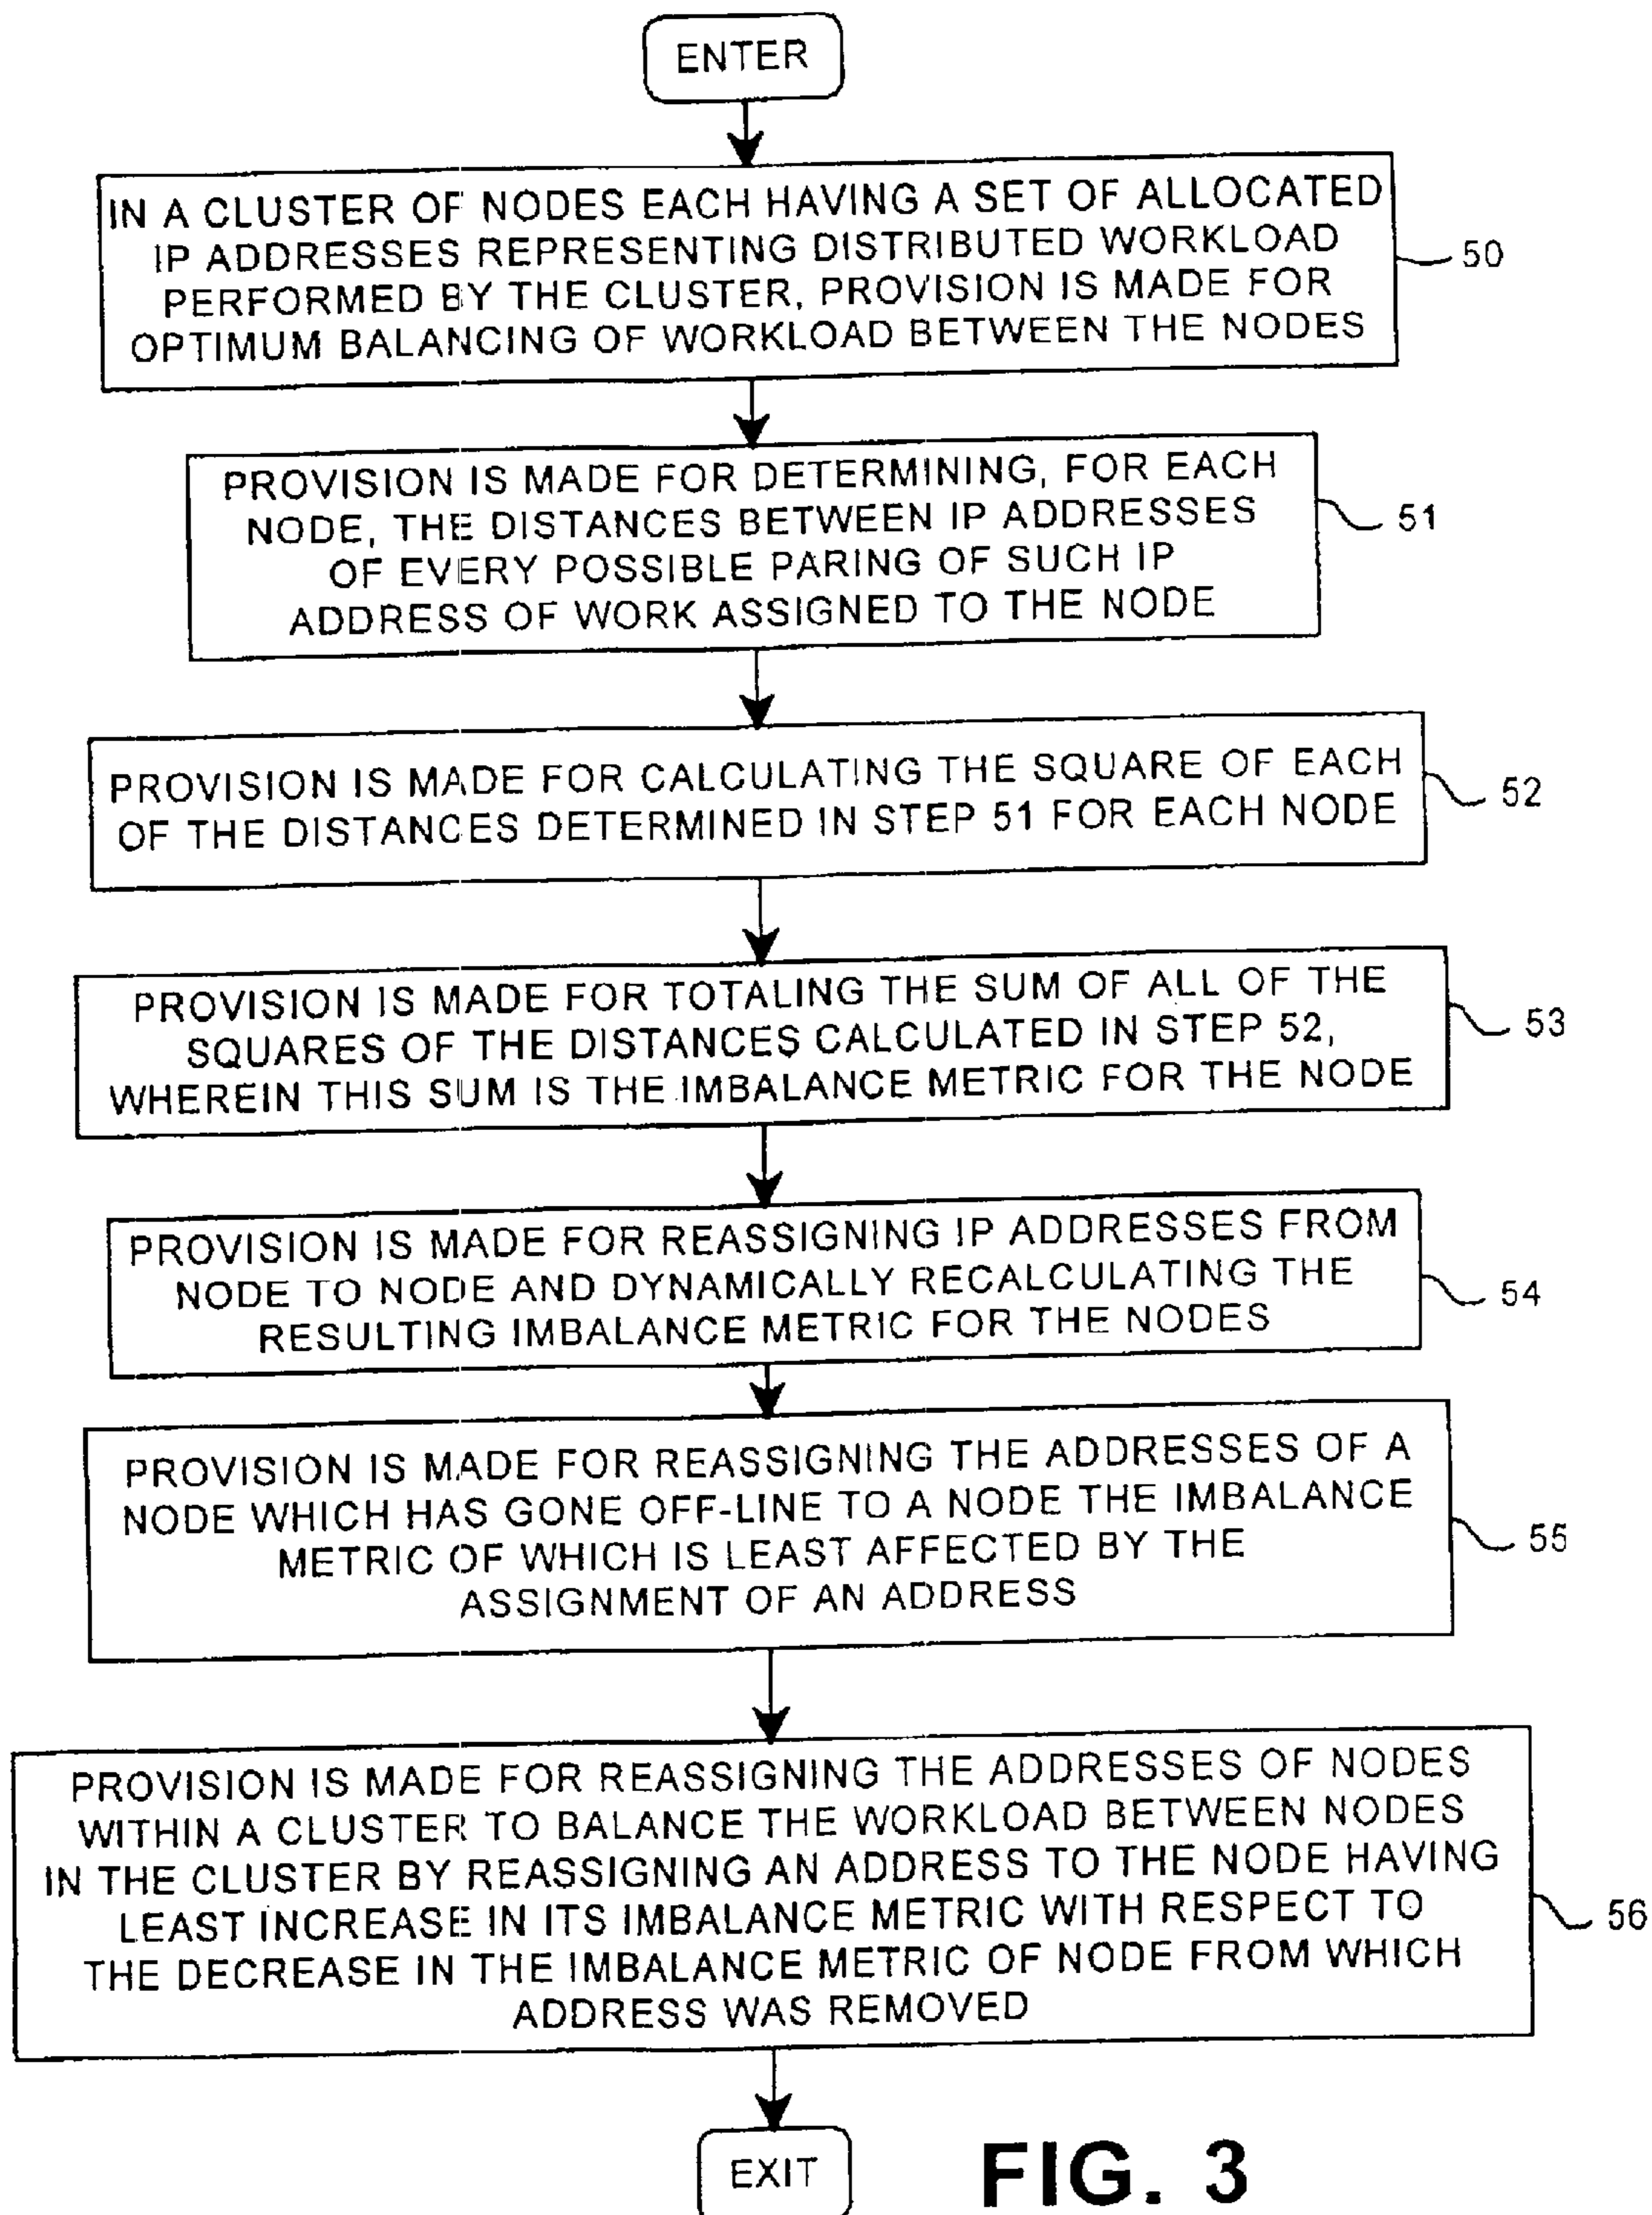 ENTER
IN A CLUSTER OF NODES EACH HAVING A SET OF ALLOCATED
IP ADDRESSES REPRESENTING DISTRIBUTED WORKLOAD
PERFORMED BY THE CLUSTER, PROVISION IS MADE FOR
OPTIMUM BALANCING OF WORKLOAD BETWEEN THE NODES
50
PROVISION IS MADE FOR DETERMINING, FOR EACH
NODE, THE DISTANCES BETWEEN IP ADDRESSES
OF EVERY POSSIBLE PARING OF SUCH IP
ADDRESS OF WORK ASSIGNED TO THE NODE
51
PROVISION IS MADE FOR CALCULATING THE SQUARE OF EACH
OF THE DISTANCES DETERMINED IN STEP 51 FOR EACH NODE
52
PROVISION IS MADE FOR TOTALING THE SUM OF ALL OF THE
SQUARES OF THE DISTANCES CALCULATED IN STEP 52,
WHEREIN THIS SUM IS THE IMBALANCE METRIC FOR THE NODE
53
PROVISION IS MADE FOR REASSIGNING IP ADDRESSES FROM
NODE TO NODE AND DYNAMICALLY RECALCULATING THE
RESULTING IMBALANCE METRIC FOR THE NODES
54
PROVISION IS MADE FOR REASSIGNING THE ADDRESSES OF A
NODE WHICH HAS GONE OFF-LINE TO A NODE THE IMBALANCE
METRIC OF WHICH IS LEAST AFFECTED BY THE
ASSIGNMENT OF AN ADDRESS
55
PROVISION IS MADE FOR REASSIGNING THE ADDRESSES OF NODES
WITHIN A CLUSTER TO BALANCE THE WORKLOAD BETWEEN NODES
IN THE CLUSTER BY REASSIGNING AN ADDRESS TO THE NODE HAVING
LEAST INCREASE IN ITS IMBALANCE METRIC WITH RESPECT TO
THE DECREASE IN THE IMBALANCE METRIC OF NODE FROM WHICH
ADDRESS WAS REMOVED
56
EXIT
FIG. 3